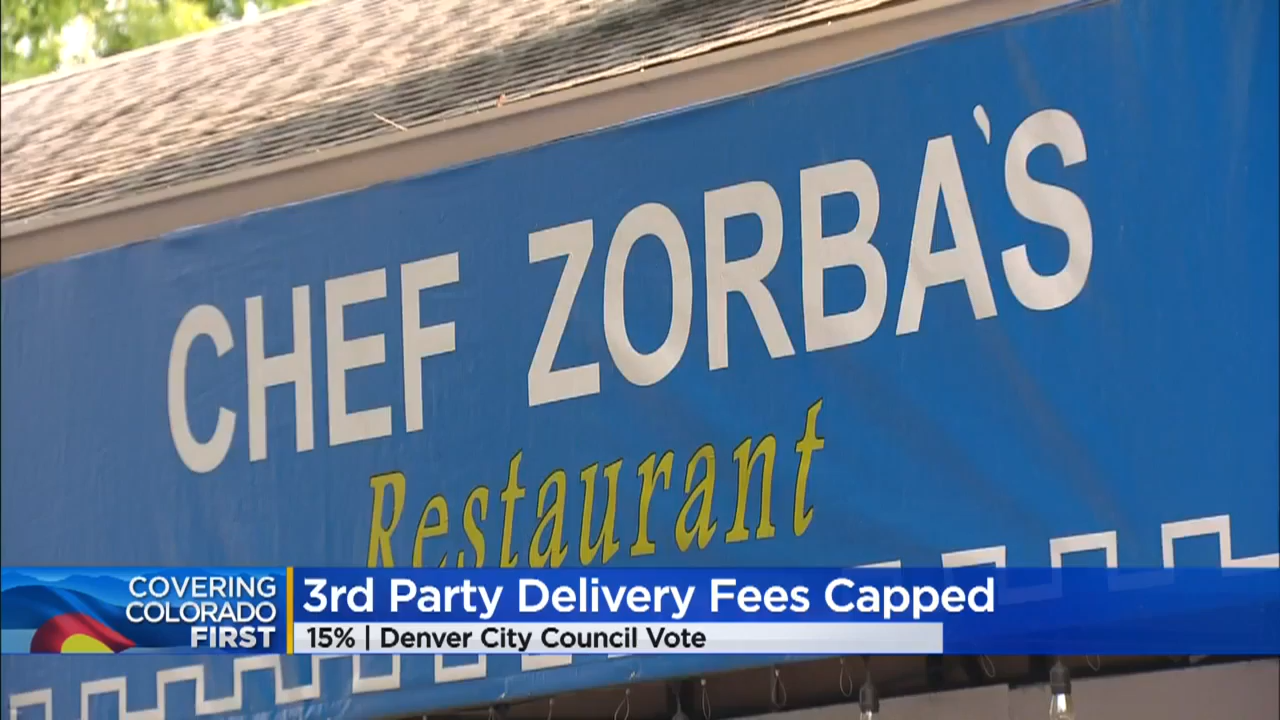 CHEF ZORBA'S
Restaurant
COVERING
COLORADO
FIRST
3rd Party Delivery Fees Capped
15% | Denver City Council Vote